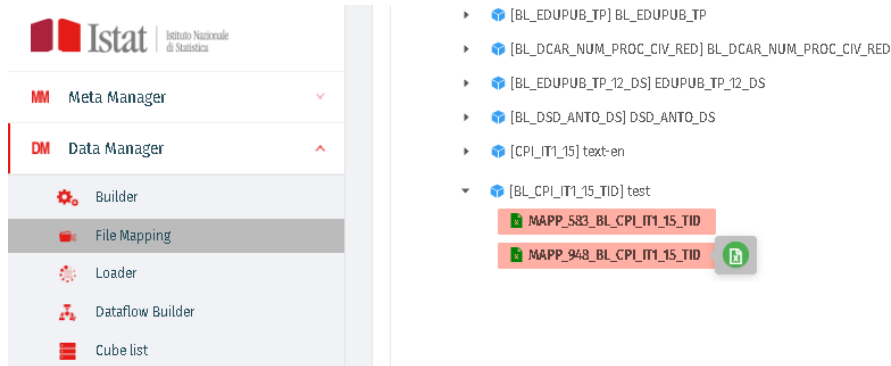 Istat
Istituto Nazionale
di Statistica
MM Meta Manager
DM Data Manager
Builder
File Mapping
Loader
Dataflow Builder
Cube list
[BL_EDUPUB_TP] BL_EDUPUB_TP
[BL_DCAR_NUM_PROC_CIV_RED] BL_DCAR_NUM_PROC_CIV_RED
[BL_EDUPUB_TP_12_DS] EDUPUB_TP_12_DS
[BL_DSD_ANTO_DS] DSD_ANTO_DS
[CPI_IT1_15] text-en
[BL_CPI_IT1_15_TID] test
MAPP_583_BL_CPI_IT1_15_TID
MAPP_948_BL_CPI_IT1_15_TID